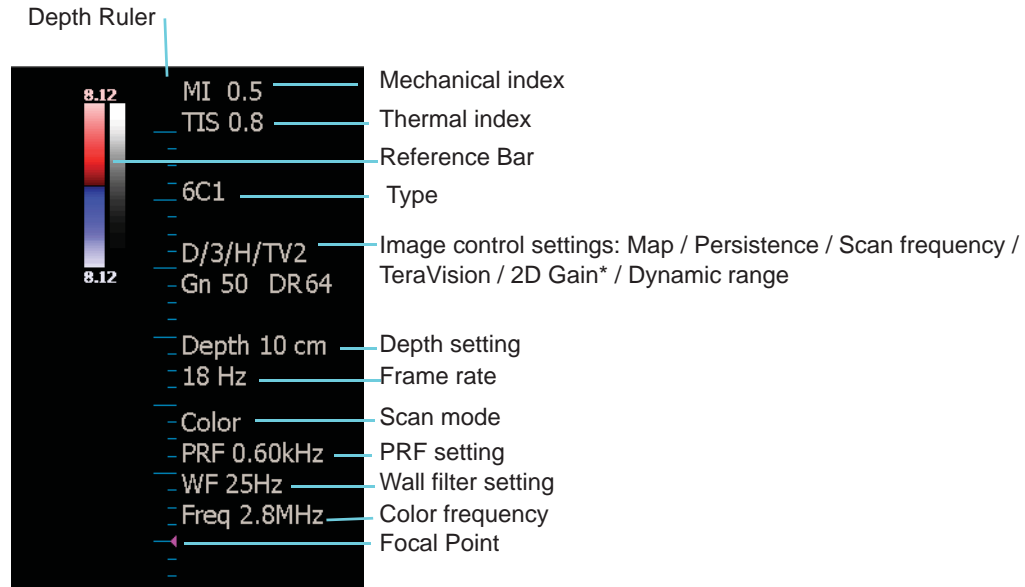 Depth Ruler
8.12
MI 0.5
Mechanical index
TIS 0.8
Thermal index
Reference Bar
6C1
Type
D/3/H/TV2
Image control settings: Map / Persistence / Scan frequency /
8.12
Gn 50 DR64
TeraVision / 2D Gain* / Dynamic range
Depth 10 cm
Depth setting
18 Hz
Frame rate
Color
Scan mode
PRF 0.60kHz
PRF setting
WF 25Hz
Wall filter setting
Freq 2.8MHz
Color frequency
Focal Point